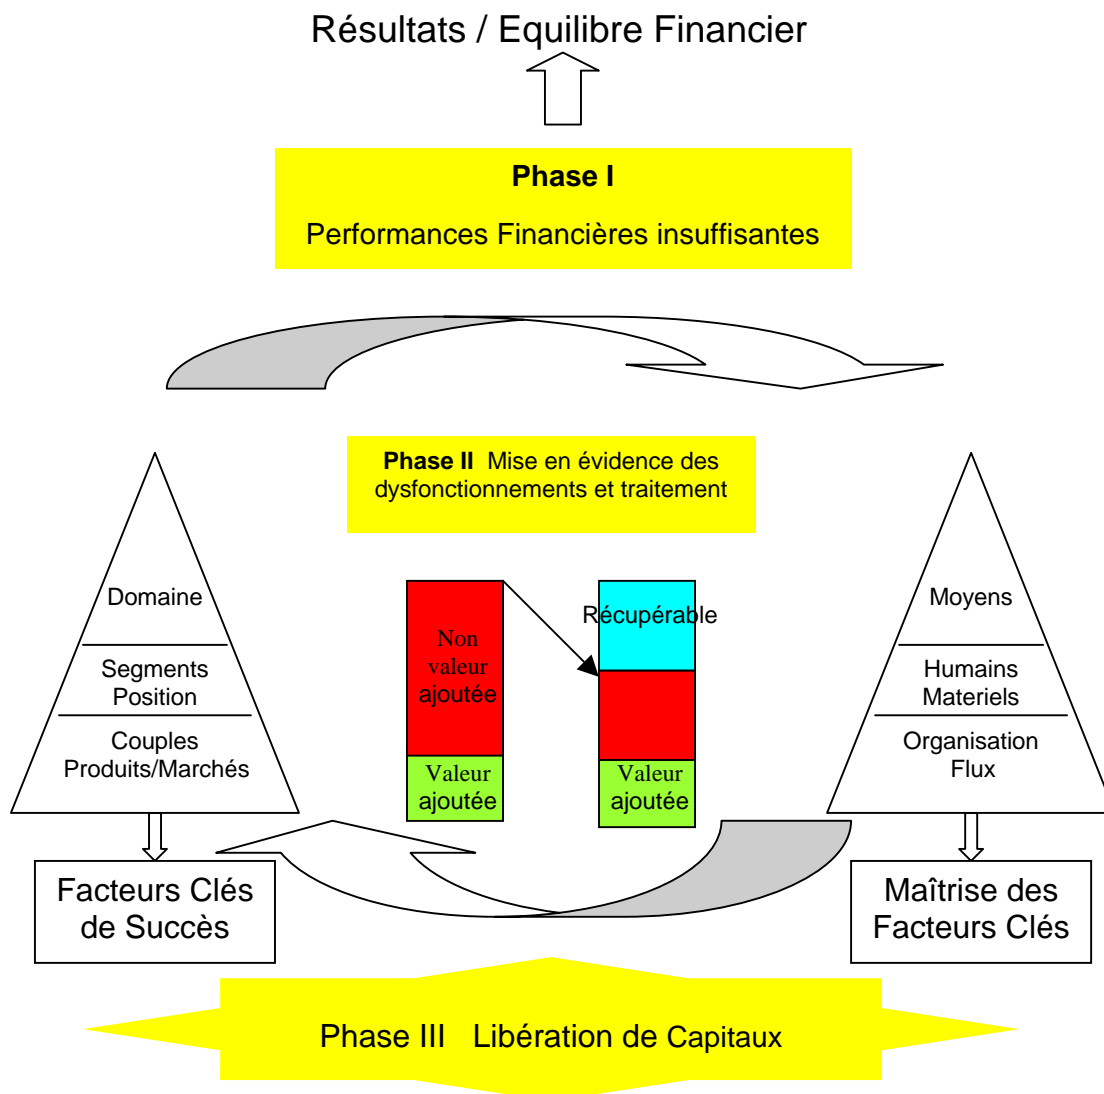 Résultats / Equilibre Financier
Phase I
Performances Financières insuffisantes
Phase II  Mise en évidence des
dysfonctionnements et traitement
Domaine
Segments
Position
Couples
Produits/Marchés
Non
valeur
ajoutée
Valeur
ajoutée
Récupérable
Valeur
ajoutée
Moyens
Humains
Materiels
Organisation
Flux
Facteurs Clés
de Succès
Maîtrise des
Facteurs Clés
Phase III   Libération de Capitaux